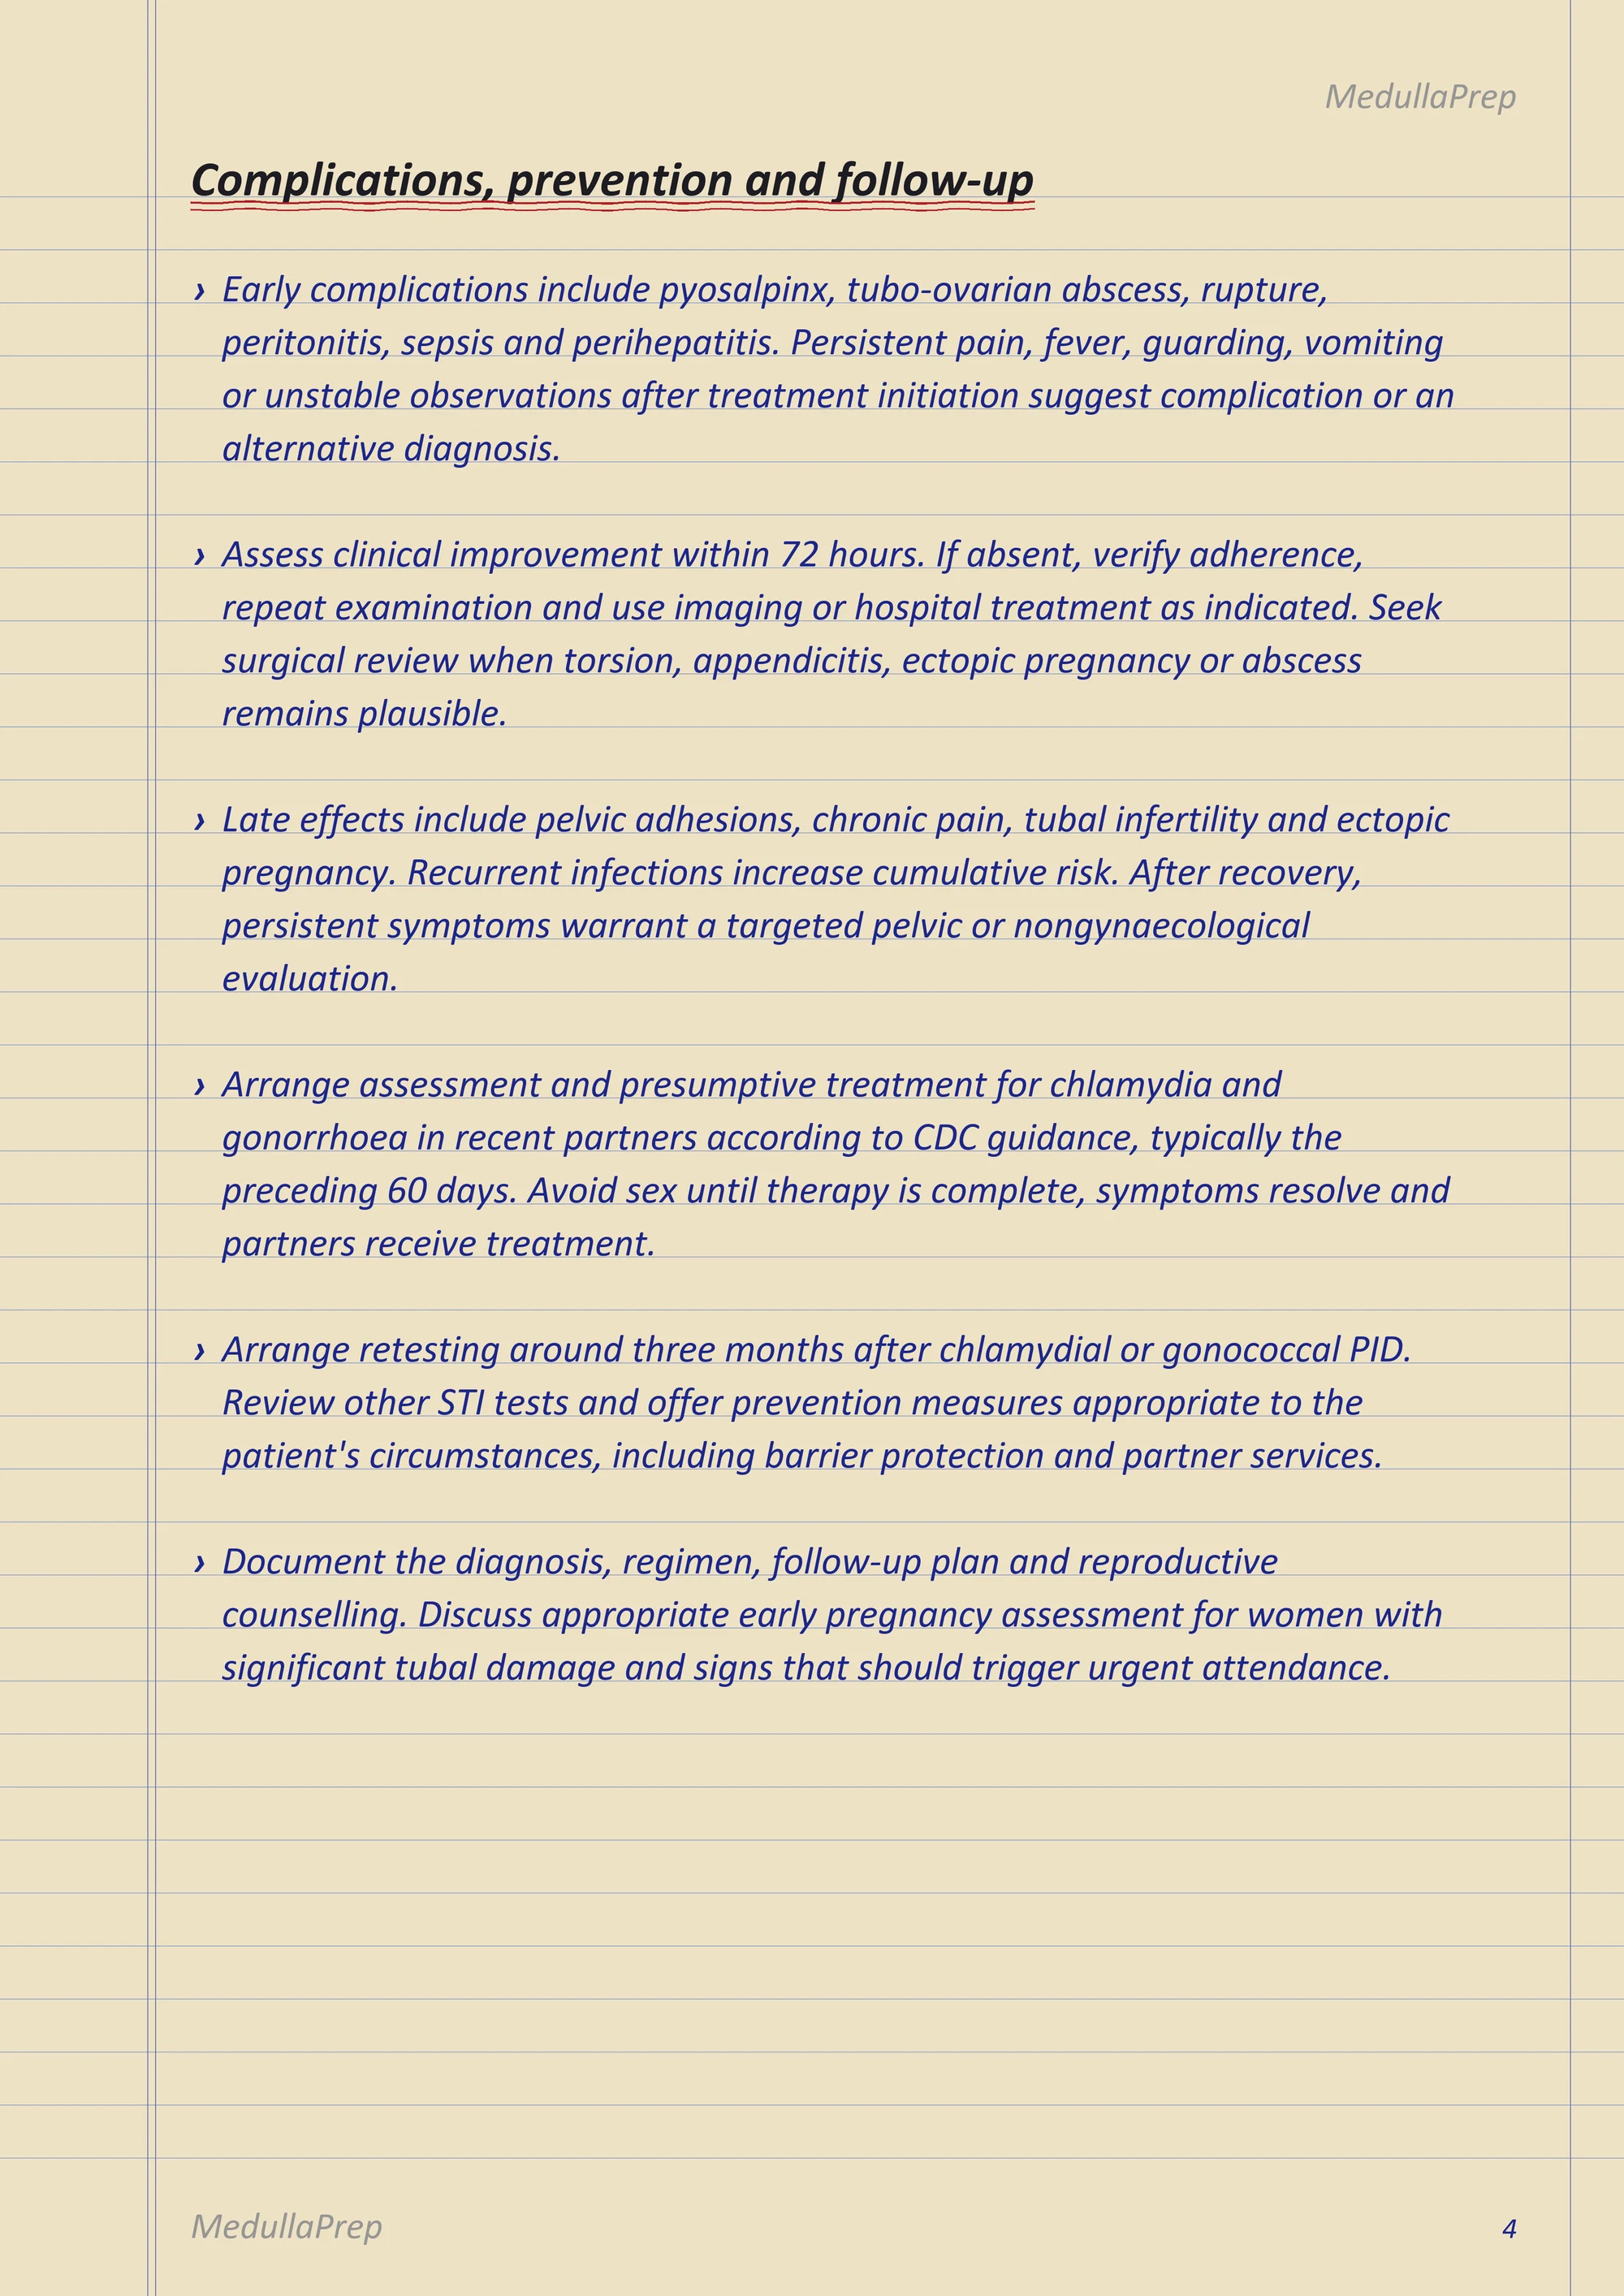 MedullaPrep
Complications, prevention and follow-up
› Early complications include pyosalpinx, tubo-ovarian abscess, rupture,
peritonitis, sepsis and perihepatitis. Persistent pain, fever, guarding, vomiting
or unstable observations after treatment initiation suggest complication or an
alternative diagnosis.
› Assess clinical improvement within 72 hours. If absent, verify adherence,
repeat examination and use imaging or hospital treatment as indicated. Seek
surgical review when torsion, appendicitis, ectopic pregnancy or abscess
remains plausible.
› Late effects include pelvic adhesions, chronic pain, tubal infertility and ectopic
pregnancy. Recurrent infections increase cumulative risk. After recovery,
persistent symptoms warrant a targeted pelvic or nongynaecological
evaluation.
› Arrange assessment and presumptive treatment for chlamydia and
gonorrhoea in recent partners according to CDC guidance, typically the
preceding 60 days. Avoid sex until therapy is complete, symptoms resolve and
partners receive treatment.
› Arrange retesting around three months after chlamydial or gonococcal PID.
Review other STI tests and offer prevention measures appropriate to the
patient's circumstances, including barrier protection and partner services.
› Document the diagnosis, regimen, follow-up plan and reproductive
counselling. Discuss appropriate early pregnancy assessment for women with
significant tubal damage and signs that should trigger urgent attendance.
MedullaPrep
4